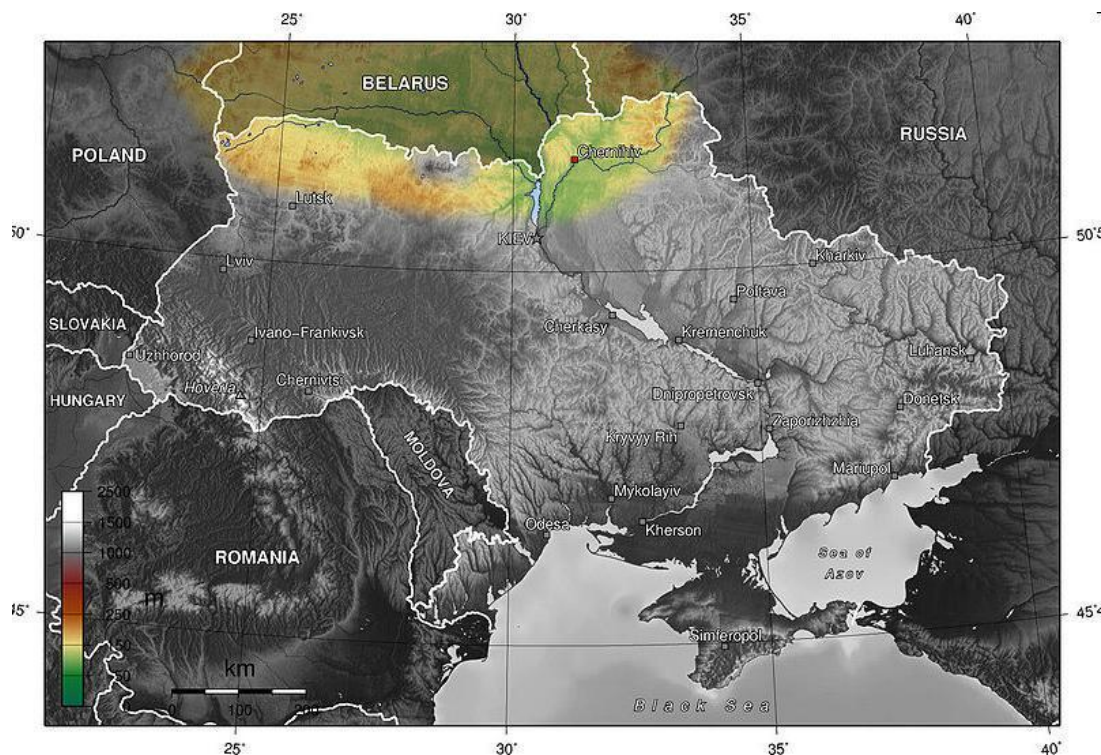 25°
30°
35°
40°
BELARUS
RUSSIA
POLAND
Chernihiv
Lutsk
50°
KIEV
50°5
Lviv
Kharkiv
Poltava
SLOVAKIA
Cherkasy
Kremenchuk
Ivano-Frankivsk
Uzhhorod
Luhansk
Hoverla
Chernivtsi
Dnipropetrovsk
HUNGARY
Donetsk
Zaporizhzhia
Kryvyy Rih
MOLDOVA
Mariupol
2500
Mykolayiv
1500
Odesa
Kherson
1000
ROMANIA
Sea of
Azov
500
m
250
45°
45°4
Simferopol
50
km
0 100 200
Black Sea
25°
30°
35°
40°